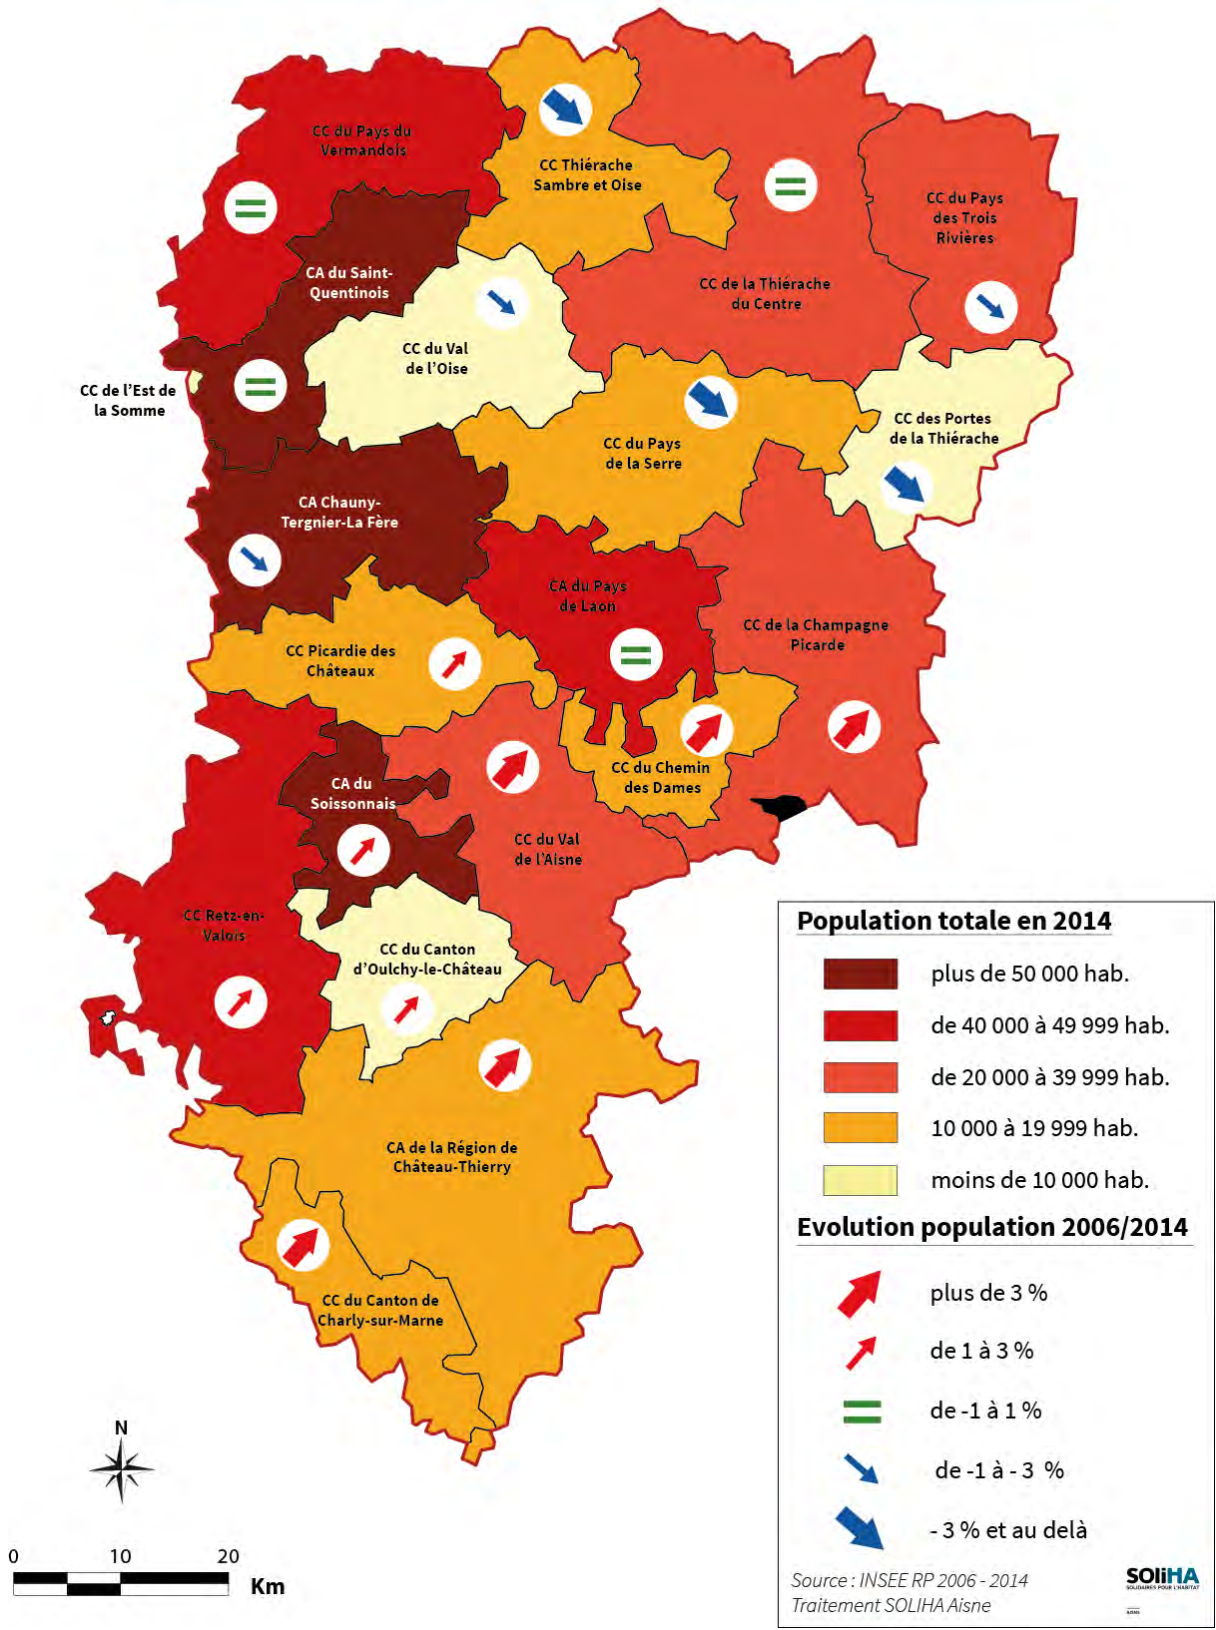 CC du Pays du
Vermandois
CC Thiérache
Sambre et Oise
CC du Pays
des Trois
Rivières
CA du Saint-
Quentinois
CC de la Thiérache
du Centre
CC du Val
de l'Oise
CC de l'Est de
la Somme
CC des Portes
de la Thiérache
CC du Pays
de la Serre
CA Chauny-
Tergnier-La Fère
CA du Pays
de Laon
CC de la Champagne
Picarde
CC Picardie des
Châteaux
CC du Chemin
des Dames
CA du
Soissonnais
CC du Val
de l'Aisne
CC Retz-en-
Valois
CC du Canton
d'Oulchy-le-Château
CA de la Région de
Château-Thierry
CC du Canton de
Charly-sur-Marne
Population totale en 2014
plus de 50 000 hab.
de 40 000 à 49 999 hab.
de 20 000 à 39 999 hab.
10 000 à 19 999 hab.
moins de 10 000 hab.
Evolution population 2006/2014
plus de 3 %
de 1 à 3 %
de -1 à 1 %
de -1 à - 3 %
- 3 % et au delà
Source : INSEE RP 2006 - 2014
Traitement SOLIHA Aisne
SOLiHA
SOLIDAIRES POUR L'HABITAT
AISNE
N
0 10 20
Km